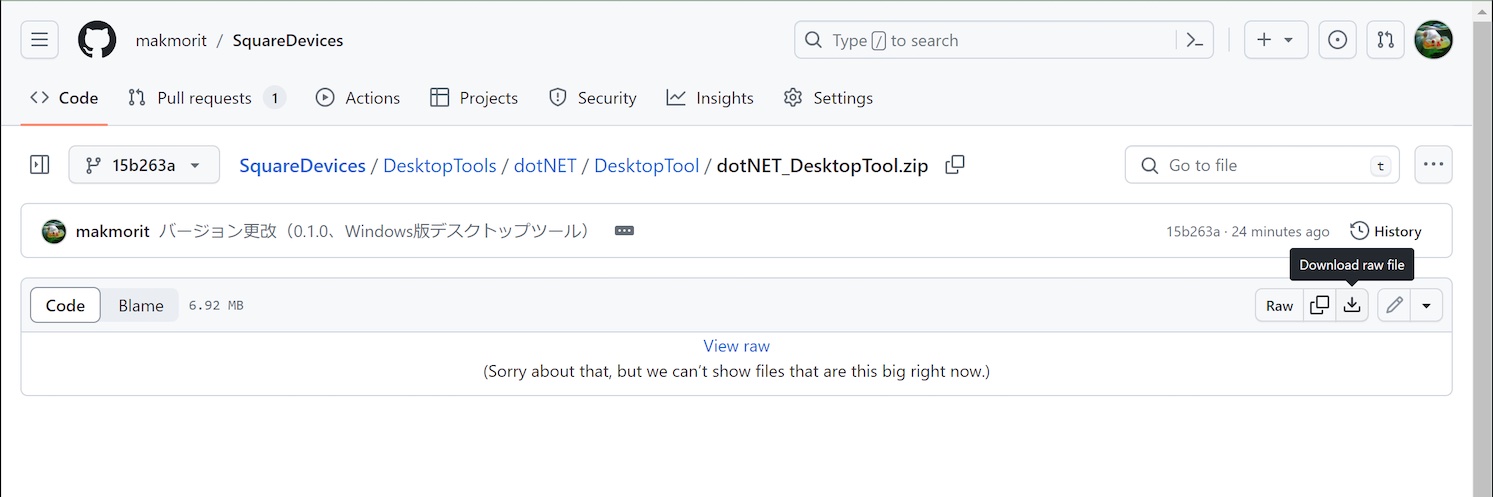 makmorit / SquareDevices
Type / to search
Code Pull requests 1 Actions Projects Security Insights Settings
15b263a SquareDevices / DesktopTools / dotNET / DesktopTool / dotNET_DesktopTool.zip Go to file t
makmorit バージョン更改（0.1.0、Windows版デスクトップツール） 15b263a · 24 minutes ago History
Download raw file
Code Blame 6.92 MB Raw
View raw
(Sorry about that, but we can’t show files that are this big right now.)